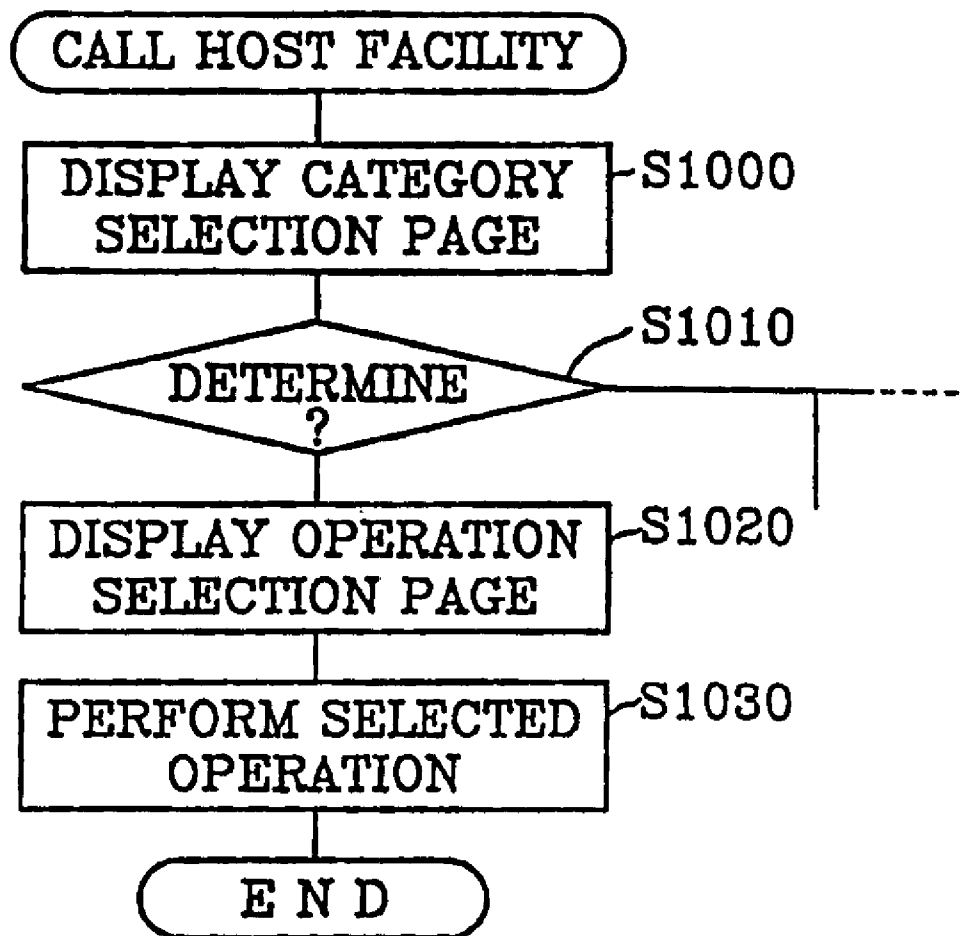 CALL HOST FACILITY
DISPLAY CATEGORY
SELECTION PAGE
S1000
DETERMINE
?
S1010
DISPLAY OPERATION
SELECTION PAGE
S1020
PERFORM SELECTED
OPERATION
S1030
END